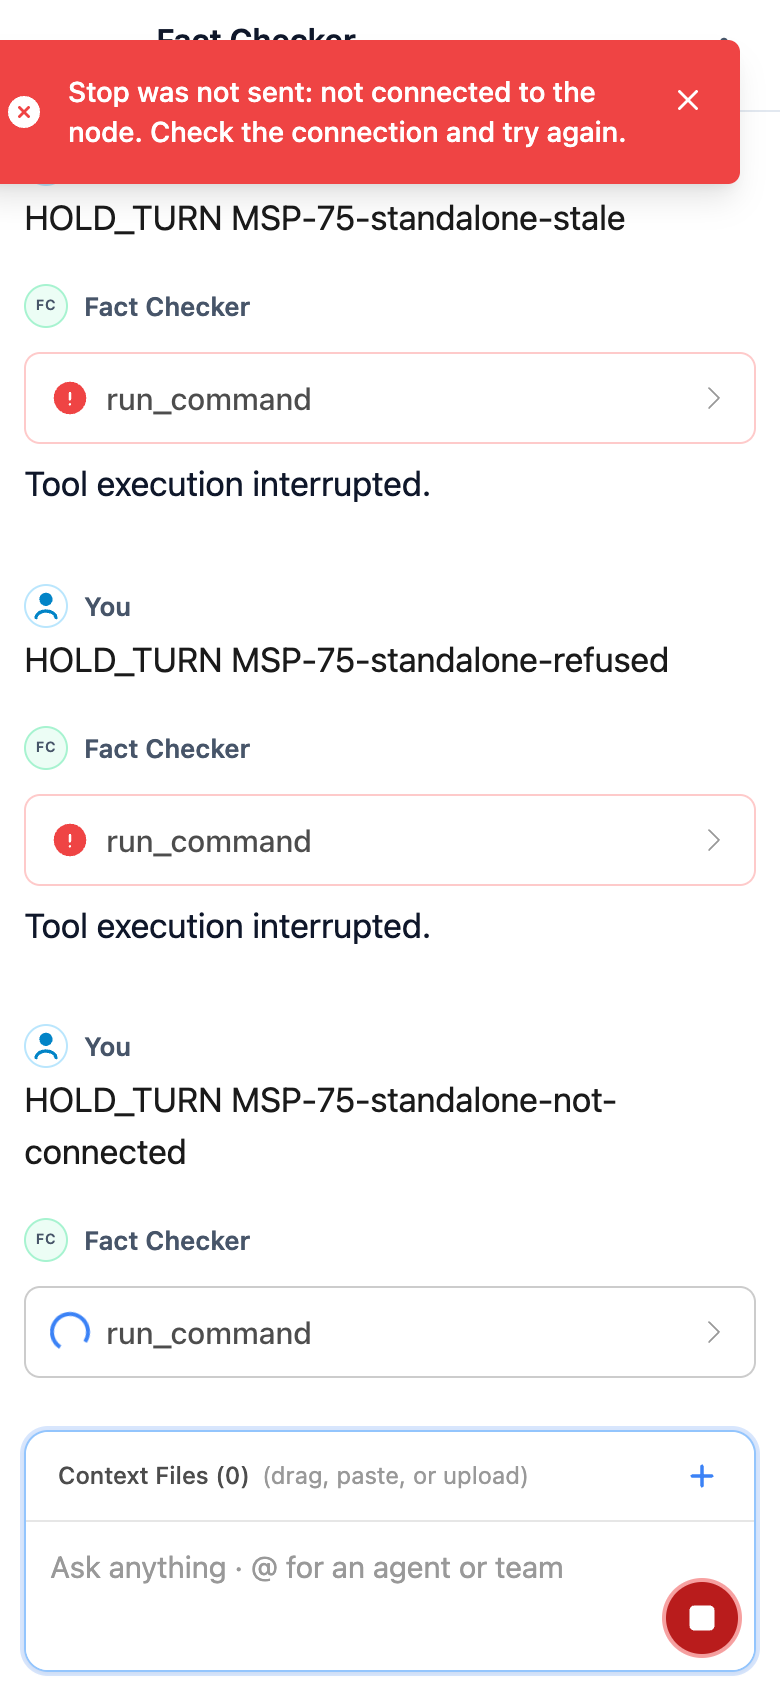 Fact Checker
Stop was not sent: not connected to the
node. Check the connection and try again.
HOLD_TURN MSP-75-standalone-stale
FC Fact Checker
run_command
Tool execution interrupted.
You
HOLD_TURN MSP-75-standalone-refused
FC Fact Checker
run_command
Tool execution interrupted.
You
HOLD_TURN MSP-75-standalone-not-
connected
FC Fact Checker
run_command
Context Files (0) (drag, paste, or upload)
Ask anything · @ for an agent or team